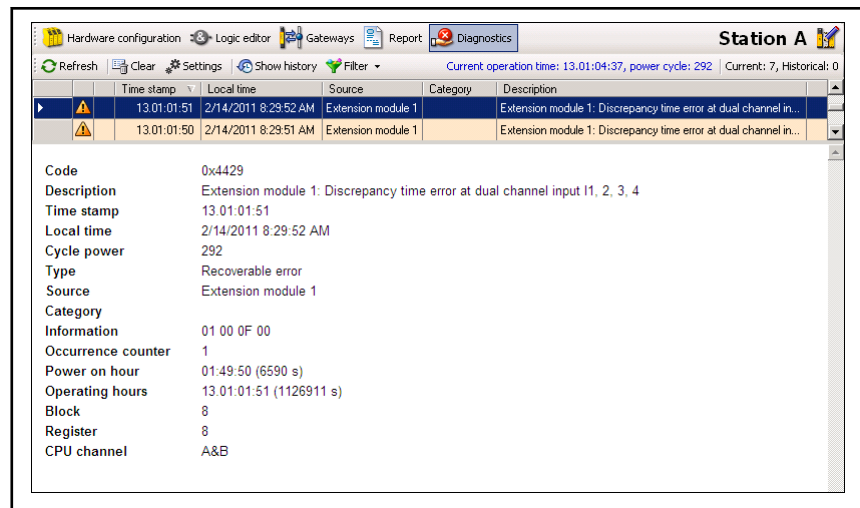 Hardware configuration Logic editor Gateways Report Diagnostics Station A
Refresh Clear Settings Show history Filter Current operation time: 13.01:04:37, power cycle: 292 Current: 7, Historical: 0
Time stamp Local time Source Category Description
13.01:01:51 2/14/2011 8:29:52 AM Extension module 1 Extension module 1: Discrepancy time error at dual channel in...
13.01:01:50 2/14/2011 8:29:51 AM Extension module 1 Extension module 1: Discrepancy time error at dual channel in...
Code 0x4429
Description Extension module 1: Discrepancy time error at dual channel input I1, 2, 3, 4
Time stamp 13.01:01:51
Local time 2/14/2011 8:29:52 AM
Cycle power 292
Type Recoverable error
Source Extension module 1
Category
Information 01 00 0F 00
Occurrence counter 1
Power on hour 01:49:50 (6590 s)
Operating hours 13.01:01:51 (1126911 s)
Block 8
Register 8
CPU channel A&B